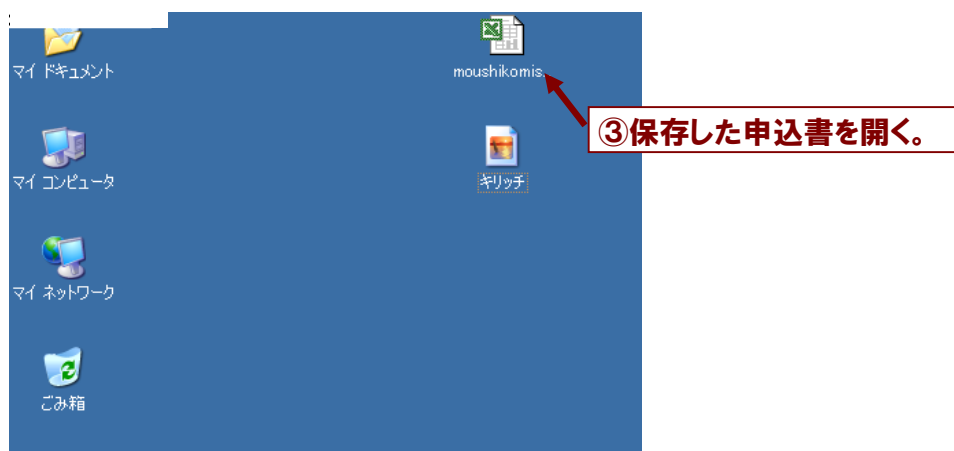 マイ ドキュメント
moushikomis.
③保存した申込書を開く。
マイ コンピュータ
キリッチ
マイ ネットワーク
ごみ箱